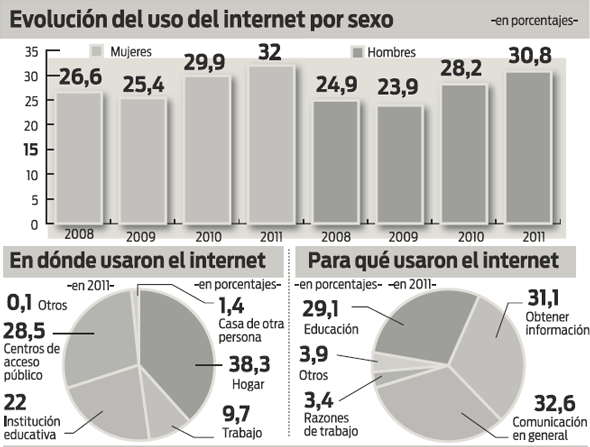 Evolución del uso del internet por sexo
-en porcentajes-
Mujeres
Hombres
35
30
25
20
15
10
5
0
26,6
25,4
29,9
32
24,9
23,9
28,2
30,8
2008
2009
2010
2011
2008
2009
2010
2011
En dónde usaron el internet
-en 2011-
-en porcentajes-
0,1 Otros
28,5
Centros de
acceso
público
22
Institución
educativa
1,4
Casa de otra
persona
38,3
Hogar
9,7
Trabajo
Para qué usaron el internet
-en porcentajes-
-en 2011-
29,1
Educación
3,9
Otros
3,4
Razones
de trabajo
31,1
Obtener
información
32,6
Comunicación
en general